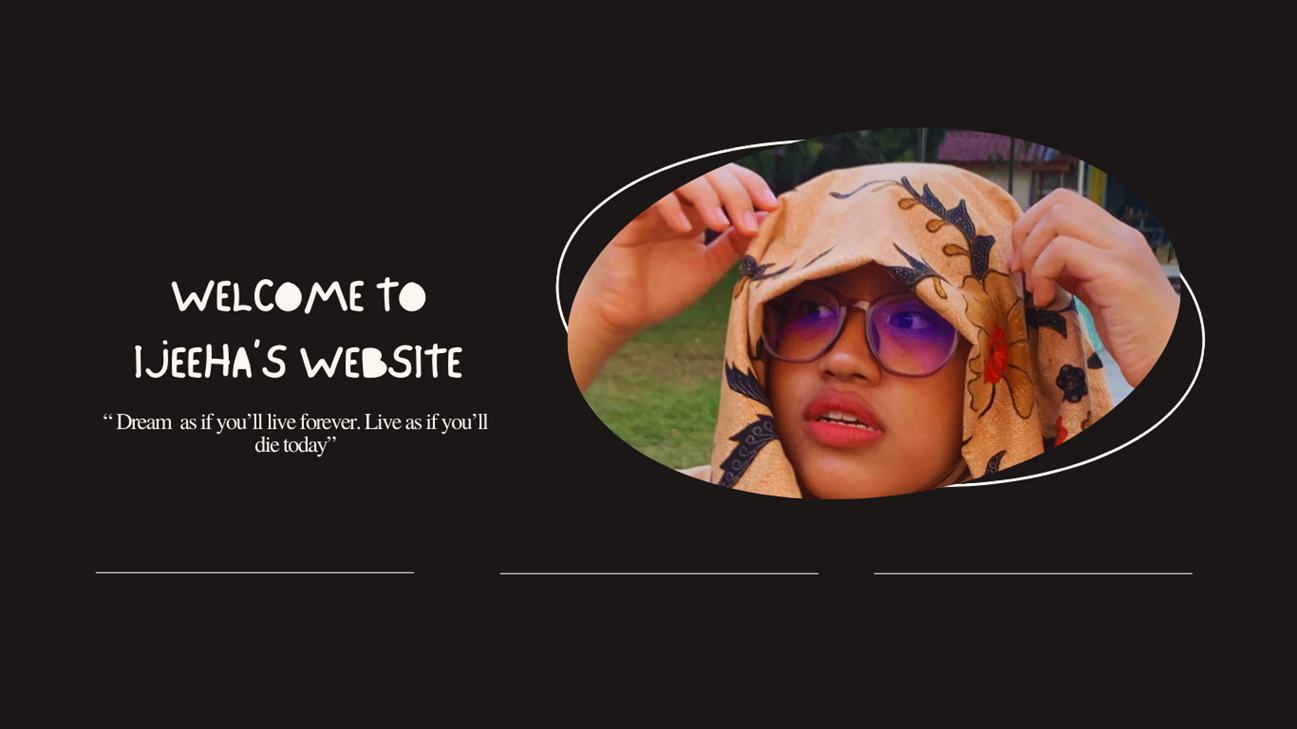 WELCOME TO
IJEEHA'S WEBSITE
“ Dream  as if you’ll live forever. Live as if you’ll
die today”